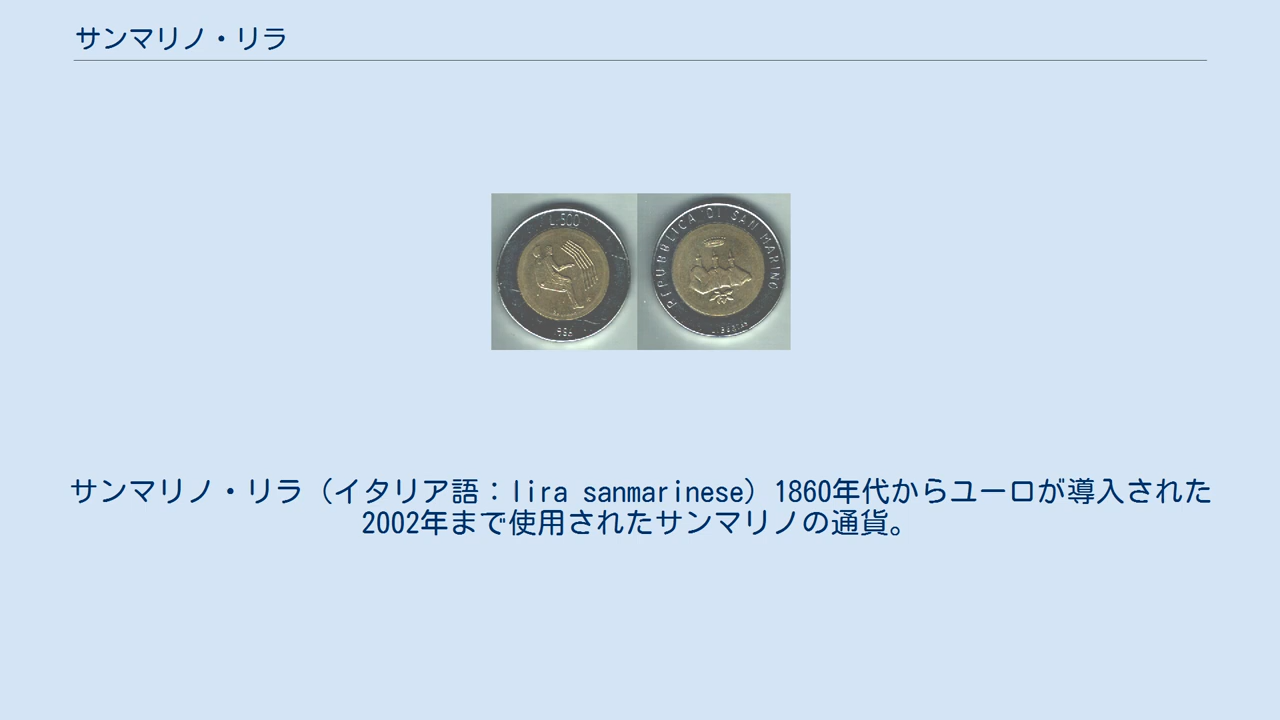 サンマリノ・リラ
L.500
1986
REPUBBLICA DI SAN MARINO
LIBERTAS
サンマリノ・リラ（イタリア語：lira sanmarinese）1860年代からユーロが導入された
2002年まで使用されたサンマリノの通貨。